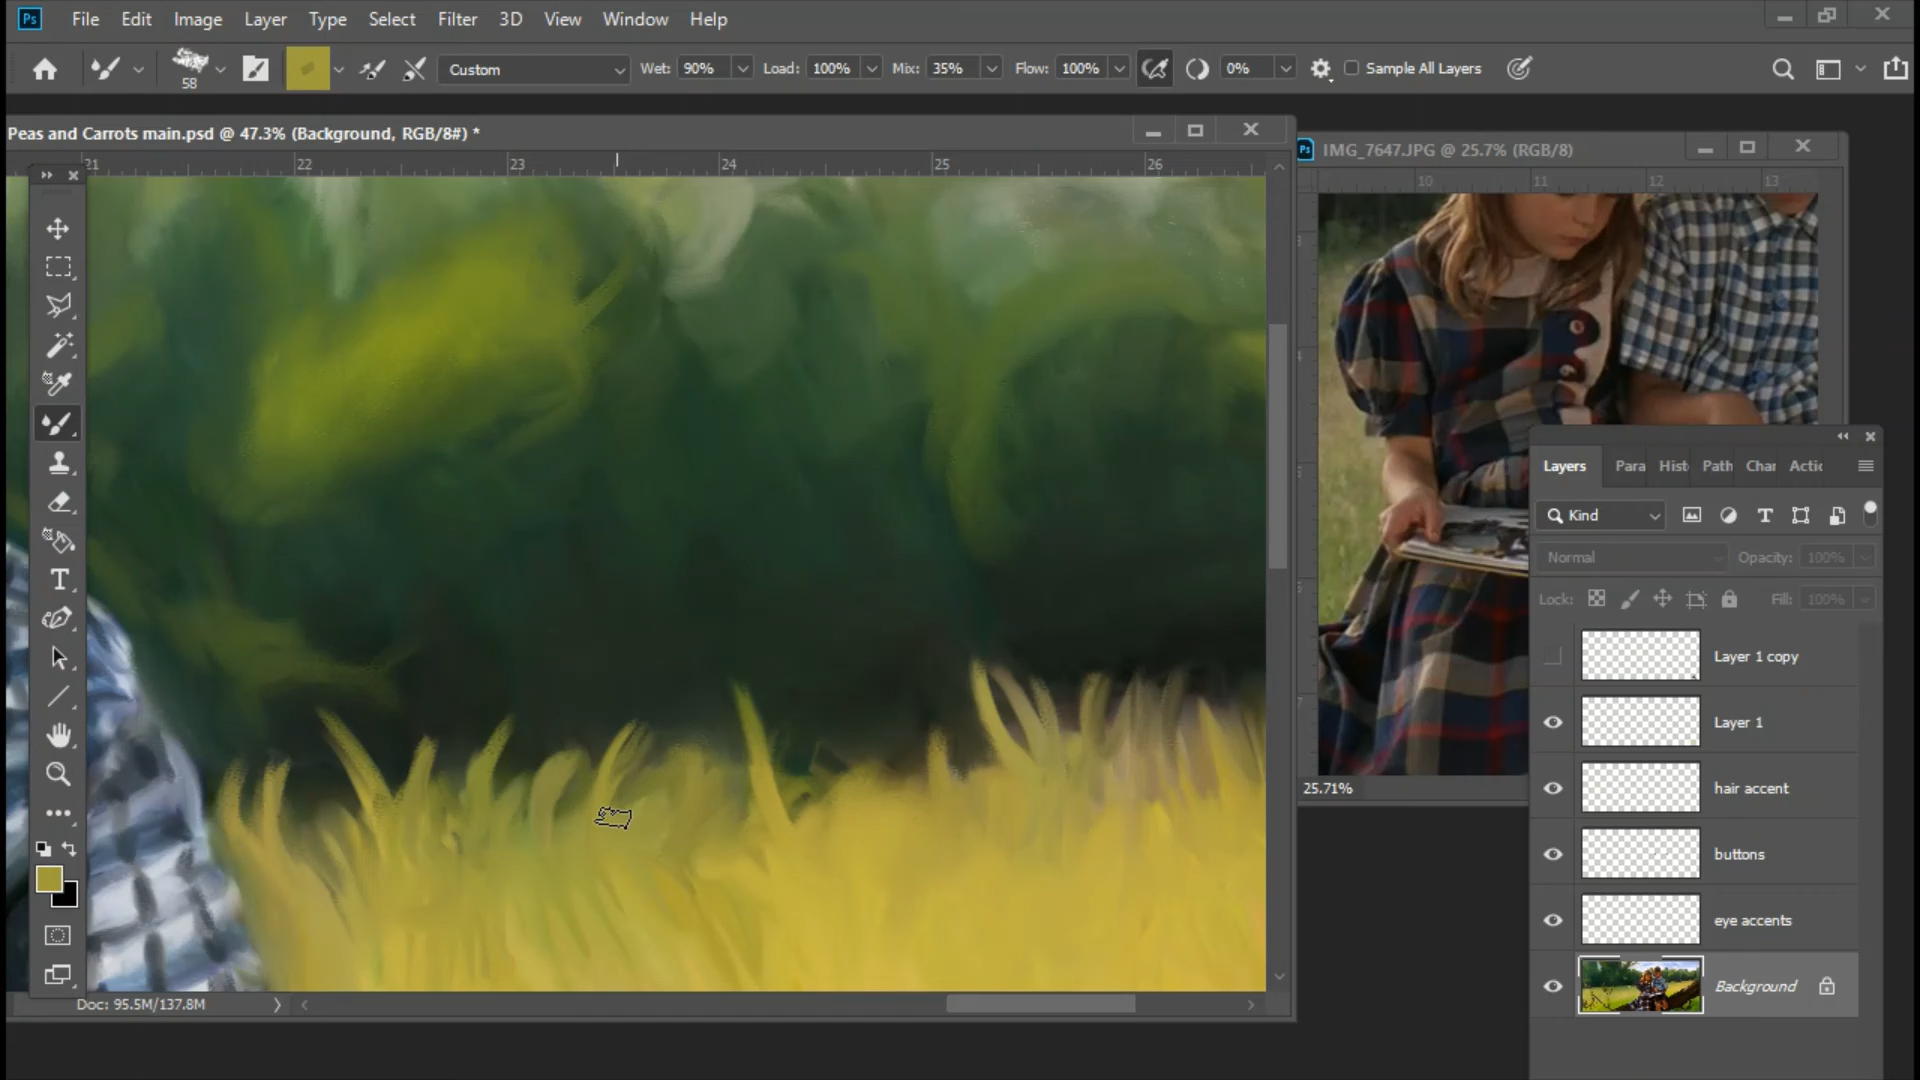 Ps File Edit Image Layer Type Select Filter 3D View Window Help
58 Custom Wet: 90% Load: 100% Mix: 35% Flow: 100% 0% Sample All Layers
Peas and Carrots main.psd @ 47.3% (Background, RGB/8#) *
21 22 23 24 25 26
Ps IMG_7647.JPG @ 25.7% (RGB/8)
10 11 12 13
25.71%
Layers Para Hist Path Char Actic
Kind
Normal Opacity: 100%
Lock: Fill: 100%
Layer 1 copy
Layer 1
hair accent
buttons
eye accents
Background
Doc: 95.5M/137.8M